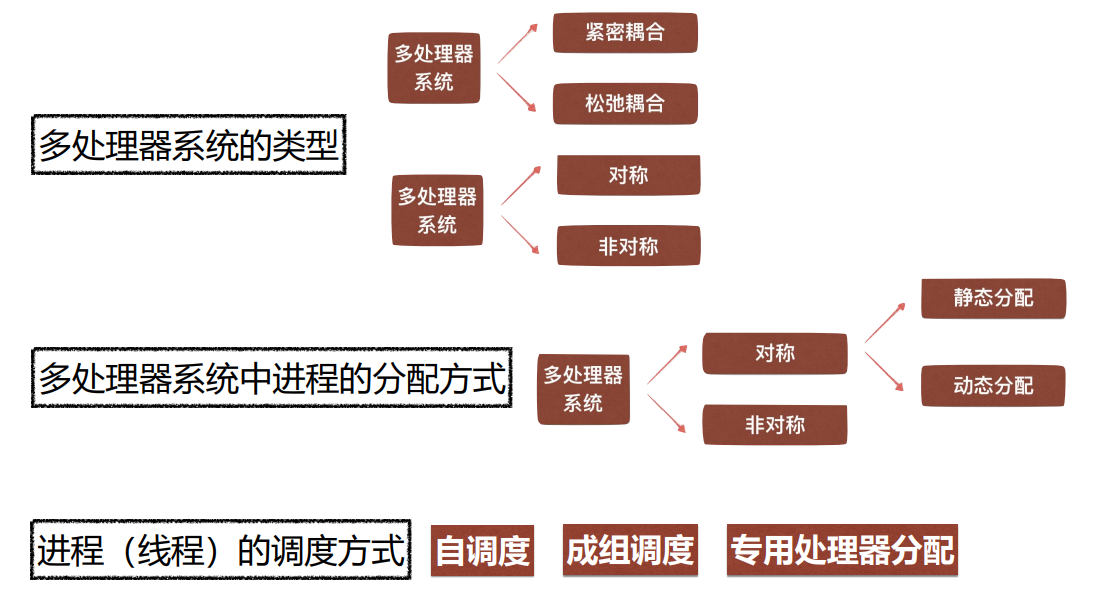 多处理器系统的类型
多处理器
系统
紧密耦合
松弛耦合
多处理器
系统
对称
非对称
多处理器系统中进程的分配方式
多处理器
系统
对称
非对称
静态分配
动态分配
进程（线程）的调度方式
自调度
成组调度
专用处理器分配